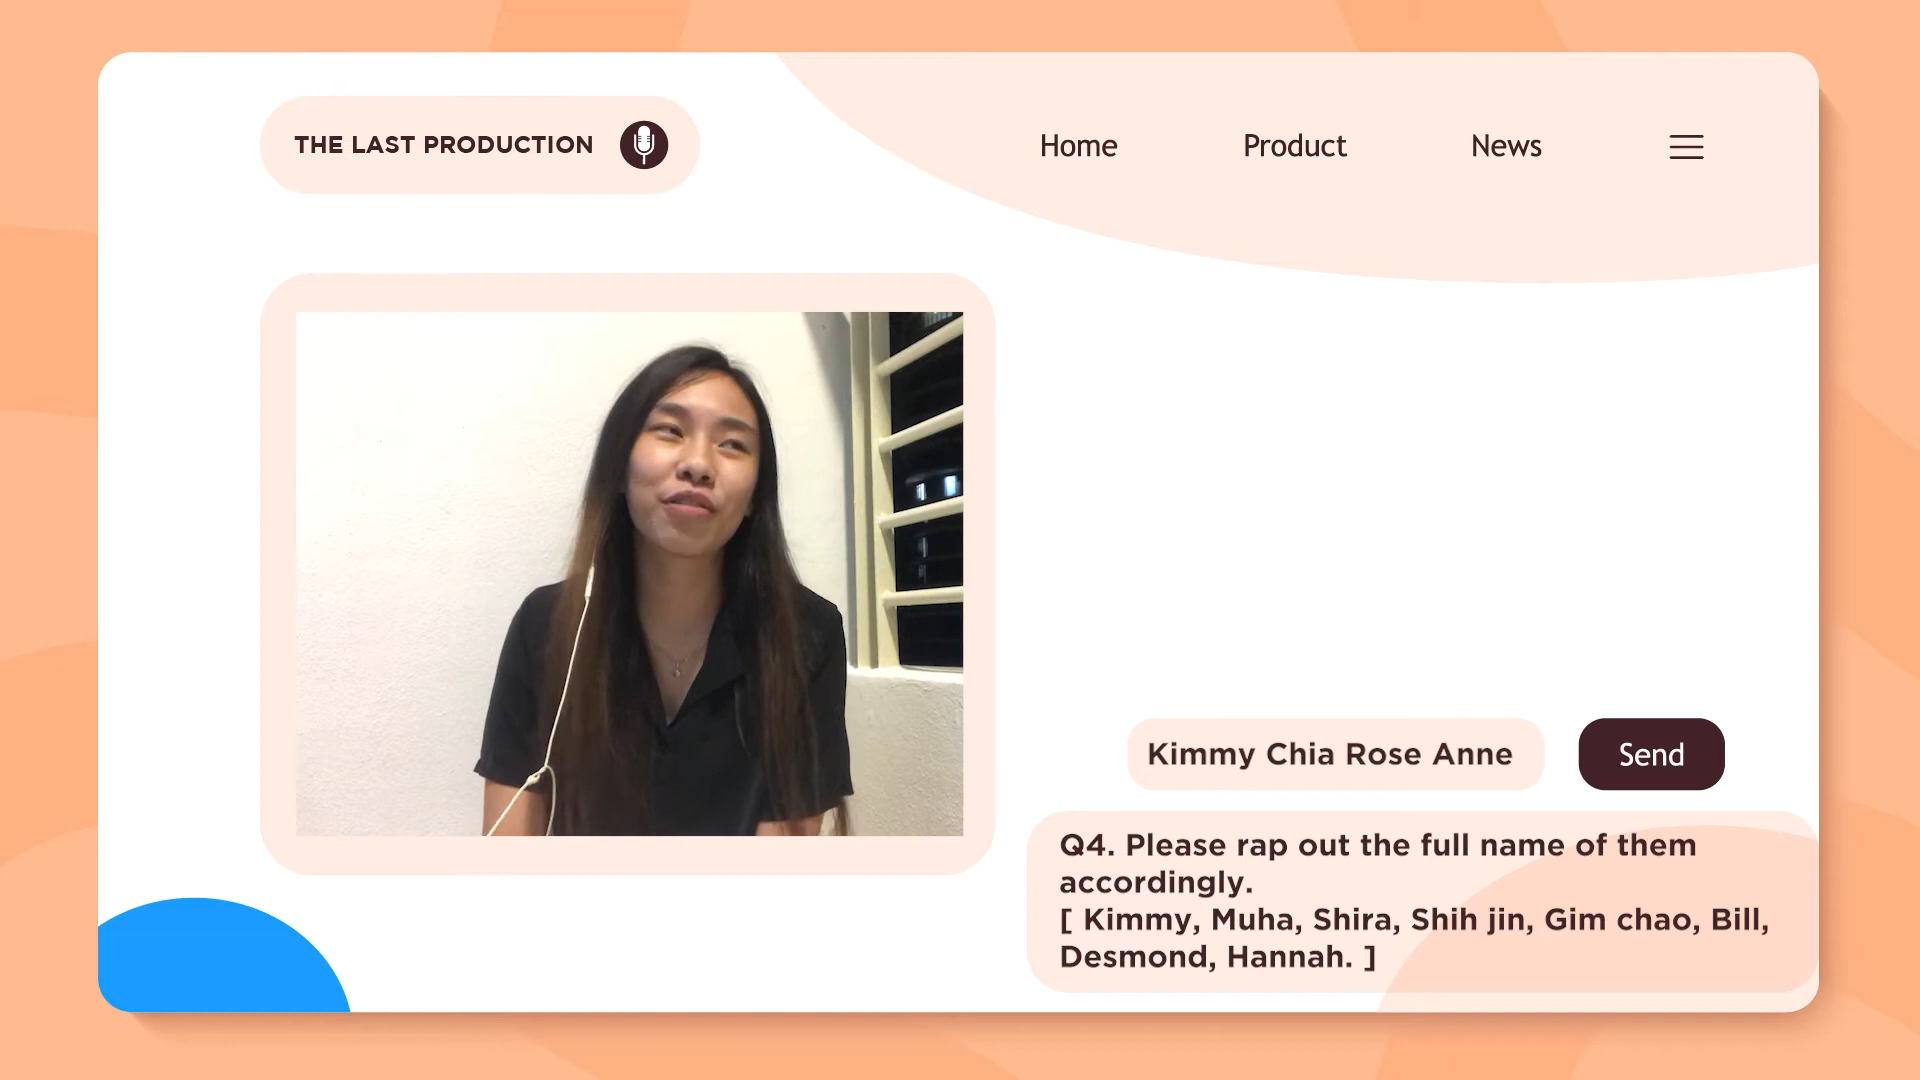 THE LAST PRODUCTION
Home
Product
News
Kimmy Chia Rose Anne
Send
Q4. Please rap out the full name of them
accordingly.
[ Kimmy, Muha, Shira, Shih jin, Gim chao, Bill,
Desmond, Hannah. ]